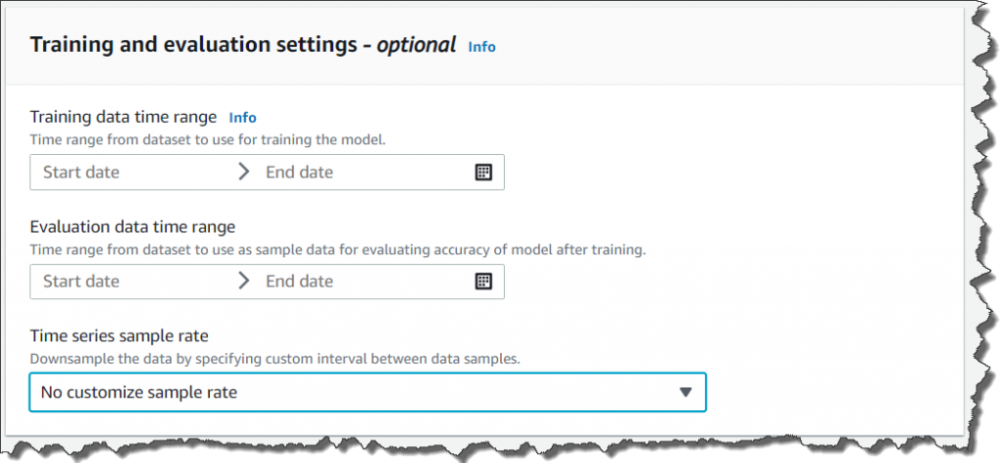 Training and evaluation settings - optional Info
Training data time range Info
Time range from dataset to use for training the model.
Start date End date
Evaluation data time range
Time range from dataset to use as sample data for evaluating accuracy of model after training.
Start date End date
Time series sample rate
Downsample the data by specifying custom interval between data samples.
No customize sample rate